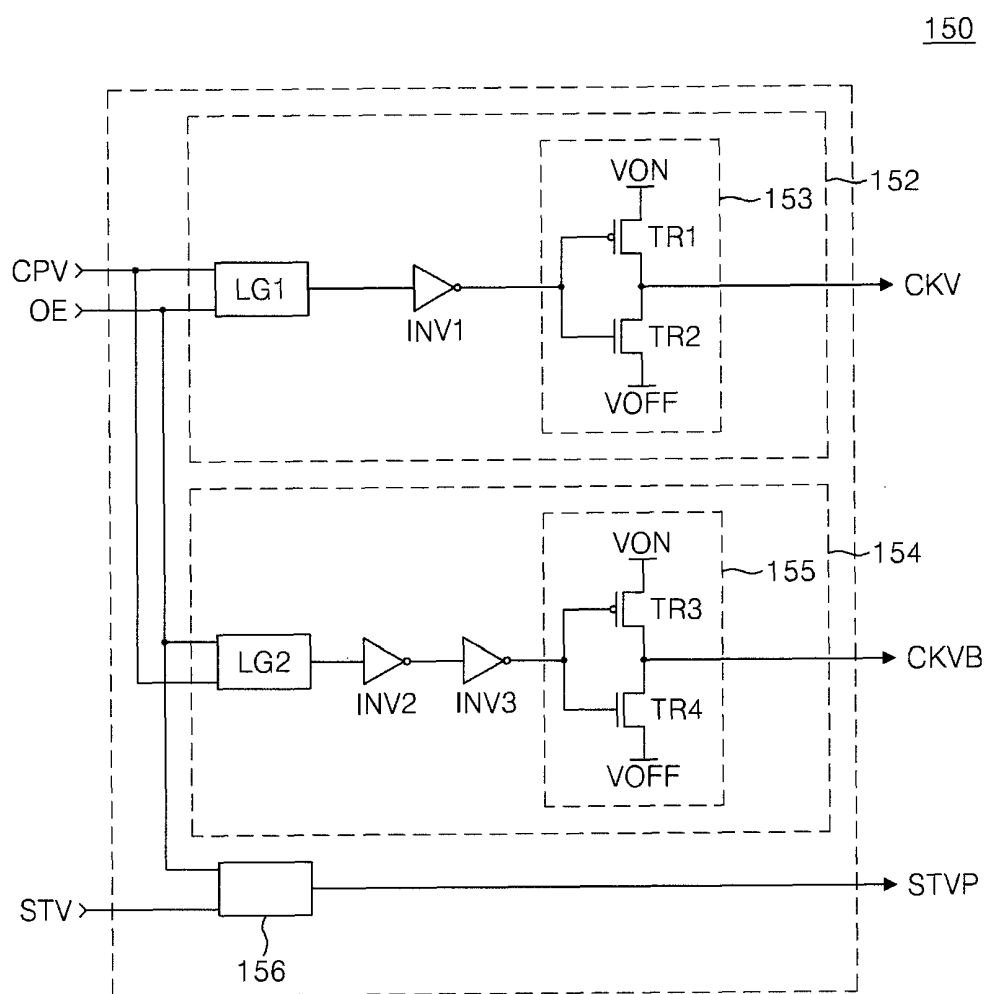 150
152
153
VON
TR1
CPV
LG1
CKV
OE
INV1
TR2
VOFF
154
VON
155
TR3
LG2
CKVB
INV2
INV3
TR4
VOFF
STVP
STV
156